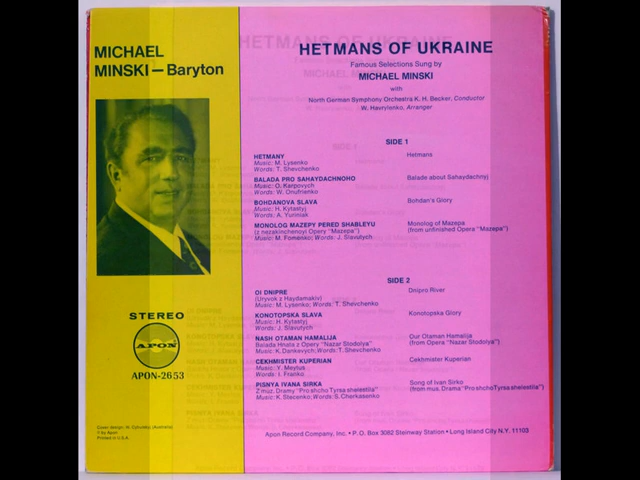 MICHAEL
MINSKI — Baryton
HETMANS OF UKRAINE
Famous Selections Sung by
MICHAEL MINSKI
with
North German Symphony Orchestra K. H. Becker, Conductor
W. Havrylenko, Arranger
SIDE 1
HETMANY Hetmans
Music: M. Lysenko
Words: T. Shevchenko
BALADA PRO SAHAYDACHNOHO Balade about Sahaydachnyj
Music: O. Karpovych
Words: W. Onufrienko
BOHDANOVA SLAVA Bohdan's Glory
Music: H. Kytastyj
Words: A. Yuriniak
MONOLOG MAZEPY PERED SHABLEYU Monolog of Mazepa
(z nezakinchenoyi Opery "Mazepa") (from unfinished Opera "Mazepa")
Music: M. Fomenko; Words: J. Slavutych
SIDE 2
OI DNIPRE Dnipro River
(Uryvok z Haydamakiv)
Music: M. Lysenko; Words: T. Shevchenko
KONOTOPSKA SLAVA Konotopska Glory
Music: H. Kytastyj
Words: J. Slavutych
NASH OTAMAN HAMALIJA Our Otaman Hamalija
Balada Hnata z Opery "Nazar Stodolya" (from Opera "Nazar Stodolya")
Music: K. Dankevych; Words: T. Shevchenko
CEKHMISTER KUPERIAN Cekhmister Kuperian
Music: Y. Meytus
Words: I. Franko
PISNYA IVANA SIRKA Song of Ivan Sirko
Z muz. Dramy "Pro shcho Tyrsa shelestila" (from mus. Drama "Pro shcho Tyrsa shelestila")
Music: K. Stecenko; Words: S. Cherkasenko
STEREO
APON
APON-2653
Printed in U.S.A.
Apon Record Company, Inc. • P.O. Box 3082 Steinway Station • Long Island City N.Y. 11103